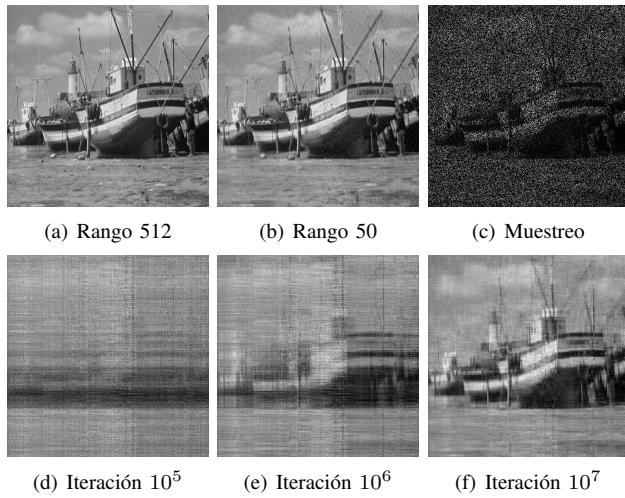 (a) Rango 512
(b) Rango 50
(c) Muestreo
(d) Iteración 10⁵
(e) Iteración 10⁶
(f) Iteración 10⁷